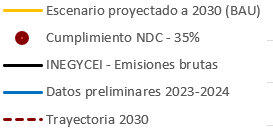 Escenario proyectado a 2030 (BAU)
Cumplimiento NDC - 35%
INEGYCEI - Emisiones brutas
Datos preliminares 2023-2024
Trayectoria 2030